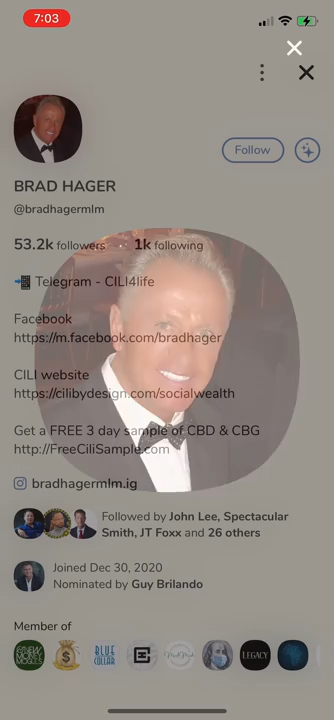 7:03
Follow
BRAD HAGER
@bradhagermlm
53.2k followers 1k following
Telegram - CILI4life
Facebook
https://m.facebook.com/bradhager
CILI website
https://cilibydesign.com/socialwealth
Get a FREE 3 day sample of CBD & CBG
http://FreeCiliSample.com
bradhagermlm.ig
Followed by John Lee, Spectacular
Smith, JT Foxx and 26 others
Joined Dec 30, 2020
Nominated by Guy Brilando
Member of
BLUE
COLLAR
LEGACY